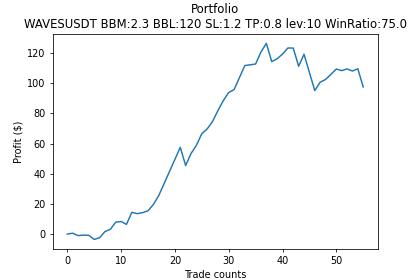 Portfolio
WAVESUSDT BBM:2.3 BBL:120 SL:1.2 TP:0.8 lev:10 WinRatio:75.0
Profit ($)
120
100
80
60
40
20
0
0 10 20 30 40 50
Trade counts